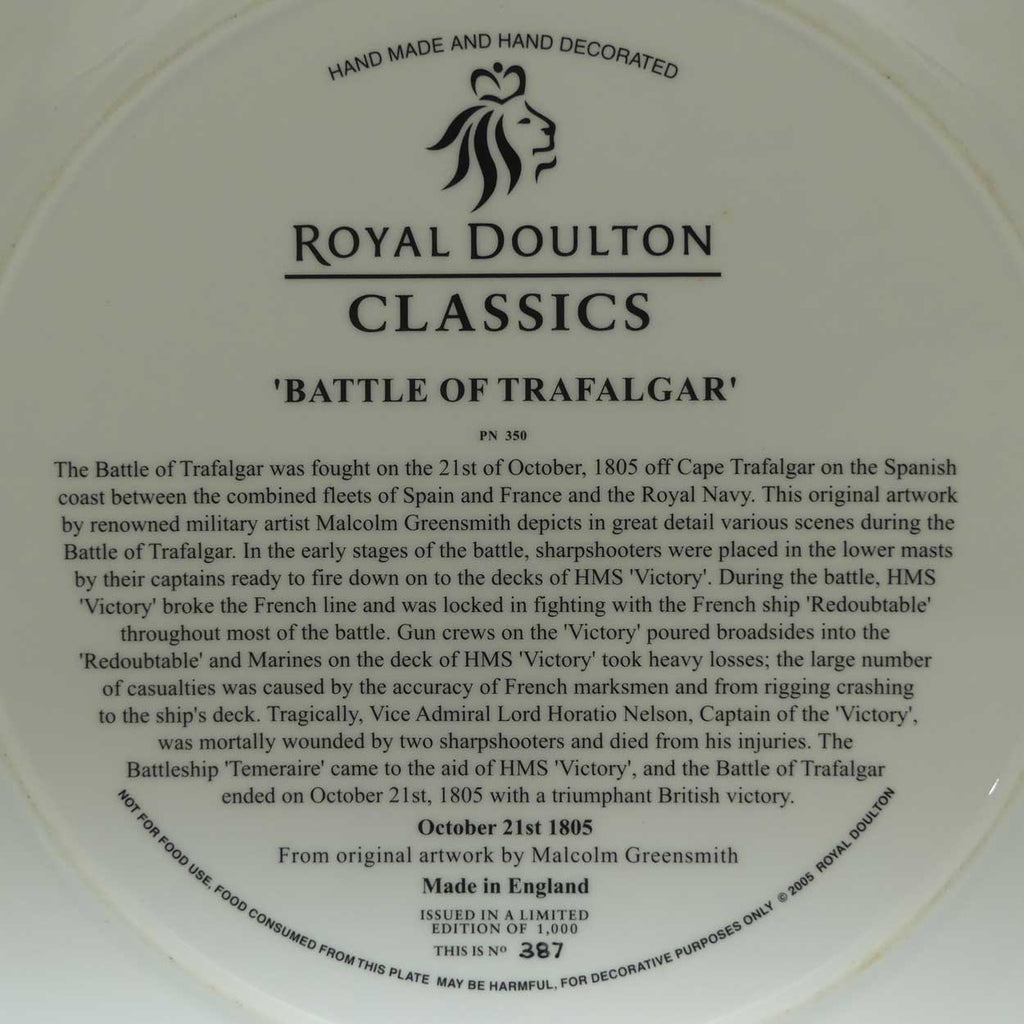 HAND MADE AND HAND DECORATED
ROYAL DOULTON
CLASSICS
'BATTLE OF TRAFALGAR'
PN 350
The Battle of Trafalgar was fought on the 21st of October, 1805 off Cape Trafalgar on the Spanish
coast between the combined fleets of Spain and France and the Royal Navy. This original artwork
by renowned military artist Malcolm Greensmith depicts in great detail various scenes during the
Battle of Trafalgar. In the early stages of the battle, sharpshooters were placed in the lower masts
by their captains ready to fire down on to the decks of HMS 'Victory'. During the battle, HMS
'Victory' broke the French line and was locked in fighting with the French ship 'Redoubtable'
throughout most of the battle. Gun crews on the 'Victory' poured broadsides into the
'Redoubtable' and Marines on the deck of HMS 'Victory' took heavy losses; the large number
of casualties was caused by the accuracy of French marksmen and from rigging crashing
to the ship's deck. Tragically, Vice Admiral Lord Horatio Nelson, Captain of the 'Victory',
was mortally wounded by two sharpshooters and died from his injuries. The
Battleship 'Temeraire' came to the aid of HMS 'Victory', and the Battle of Trafalgar
ended on October 21st, 1805 with a triumphant British victory.
October 21st 1805
From original artwork by Malcolm Greensmith
Made in England
ISSUED IN A LIMITED
EDITION OF 1,000
THIS IS Nº 387
NOT FOR FOOD USE, FOOD CONSUMED FROM THIS PLATE MAY BE HARMFUL, FOR DECORATIVE PURPOSES ONLY © 2005 ROYAL DOULTON